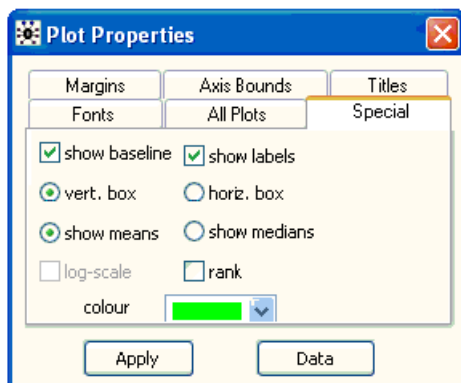 Plot Properties
Margins Axis Bounds Titles
Fonts All Plots Special
show baseline show labels
vert. box horiz. box
show means show medians
log-scale rank
colour
Apply Data